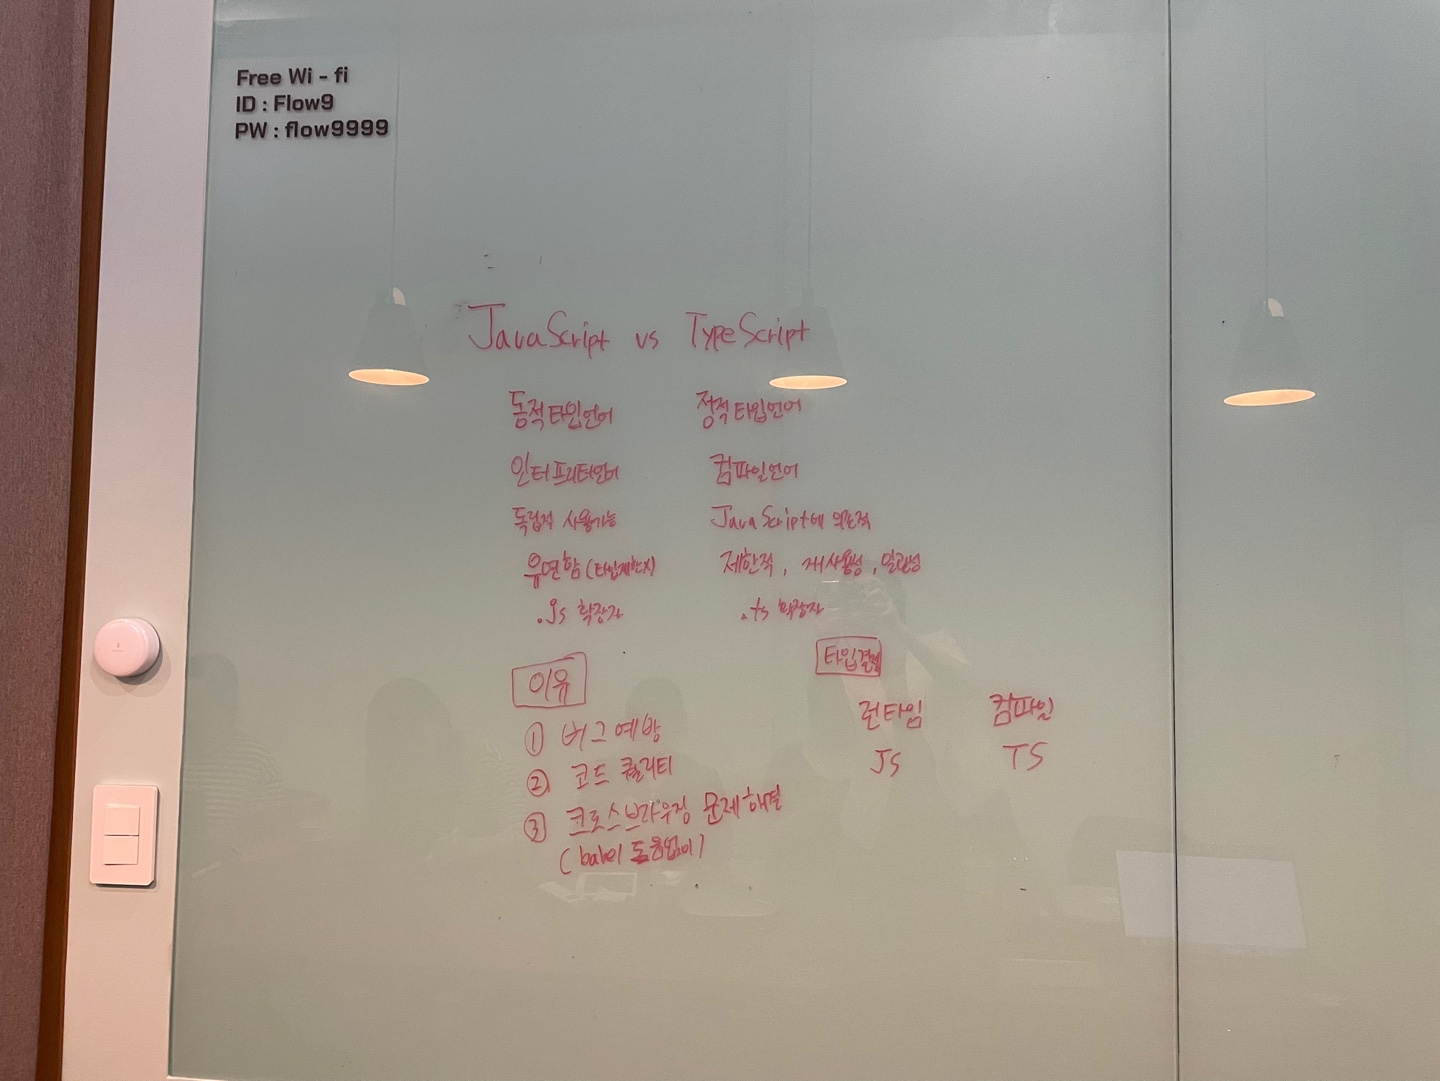 Free Wi - fi
ID : Flow9
PW : flow9999
JavaScript vs TypeScript
동적타입언어 정적타입언어
인터프리터언어 컴파일언어
독립적 사용가능 JavaScript에 의존적
유연함 (타입제한X) 제한적, 재사용성, 일관성
.js 확장자 .ts 확장자
이유 타입결정
런타임 컴파일
JS TS
① 버그예방
② 코드 퀄리티
③ 크로스브라우징 문제해결
(babel 도움없이)